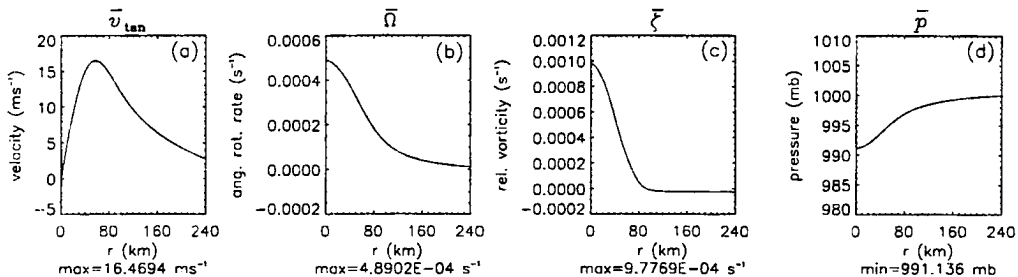 v̄ tan
Ω̄
ζ̄
p̄
(a)
(b)
(c)
(d)
velocity (ms⁻¹)
20
15
10
5
0
−5
0 80 160 240
r (km)
max=16.4694 ms⁻¹
ang. rot. rate (s⁻¹)
0.0006
0.0004
0.0002
0.0000
−0.0002
0 80 160 240
r (km)
max=4.8902E−04 s⁻¹
rel. vorticity (s⁻¹)
0.0012
0.0010
0.0008
0.0006
0.0004
0.0002
0.0000
−0.0002
0 80 160 240
r (km)
max=9.7769E−04 s⁻¹
pressure (mb)
1010
1005
1000
995
990
985
980
0 80 160 240
r (km)
min=991.136 mb